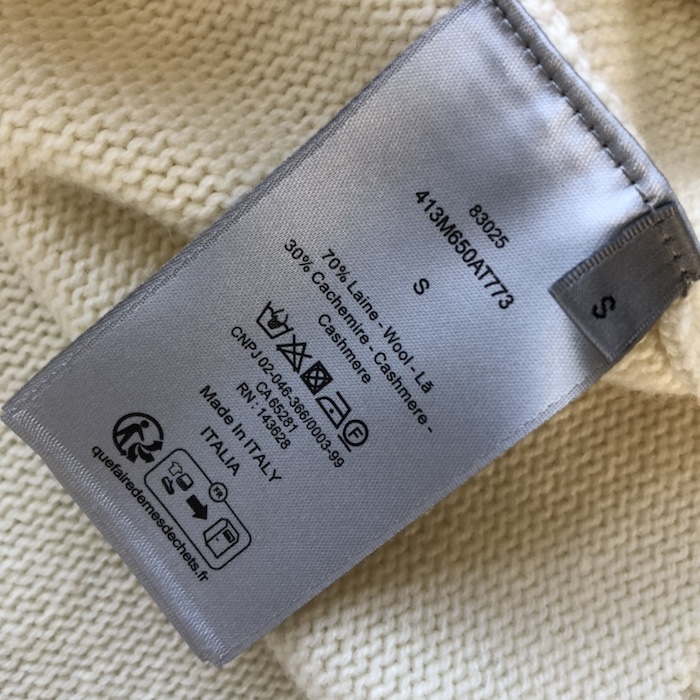 83025
413M650AT773
S
70% Laine - Wool - Lã
30% Cachemire - Cashmere -
Cashmere
F
CNPJ 02-046-366/0003-99
CA 65281
RN : 143628
Made In ITALY
ITALIA
FR
quefairedemesdechets.fr
S